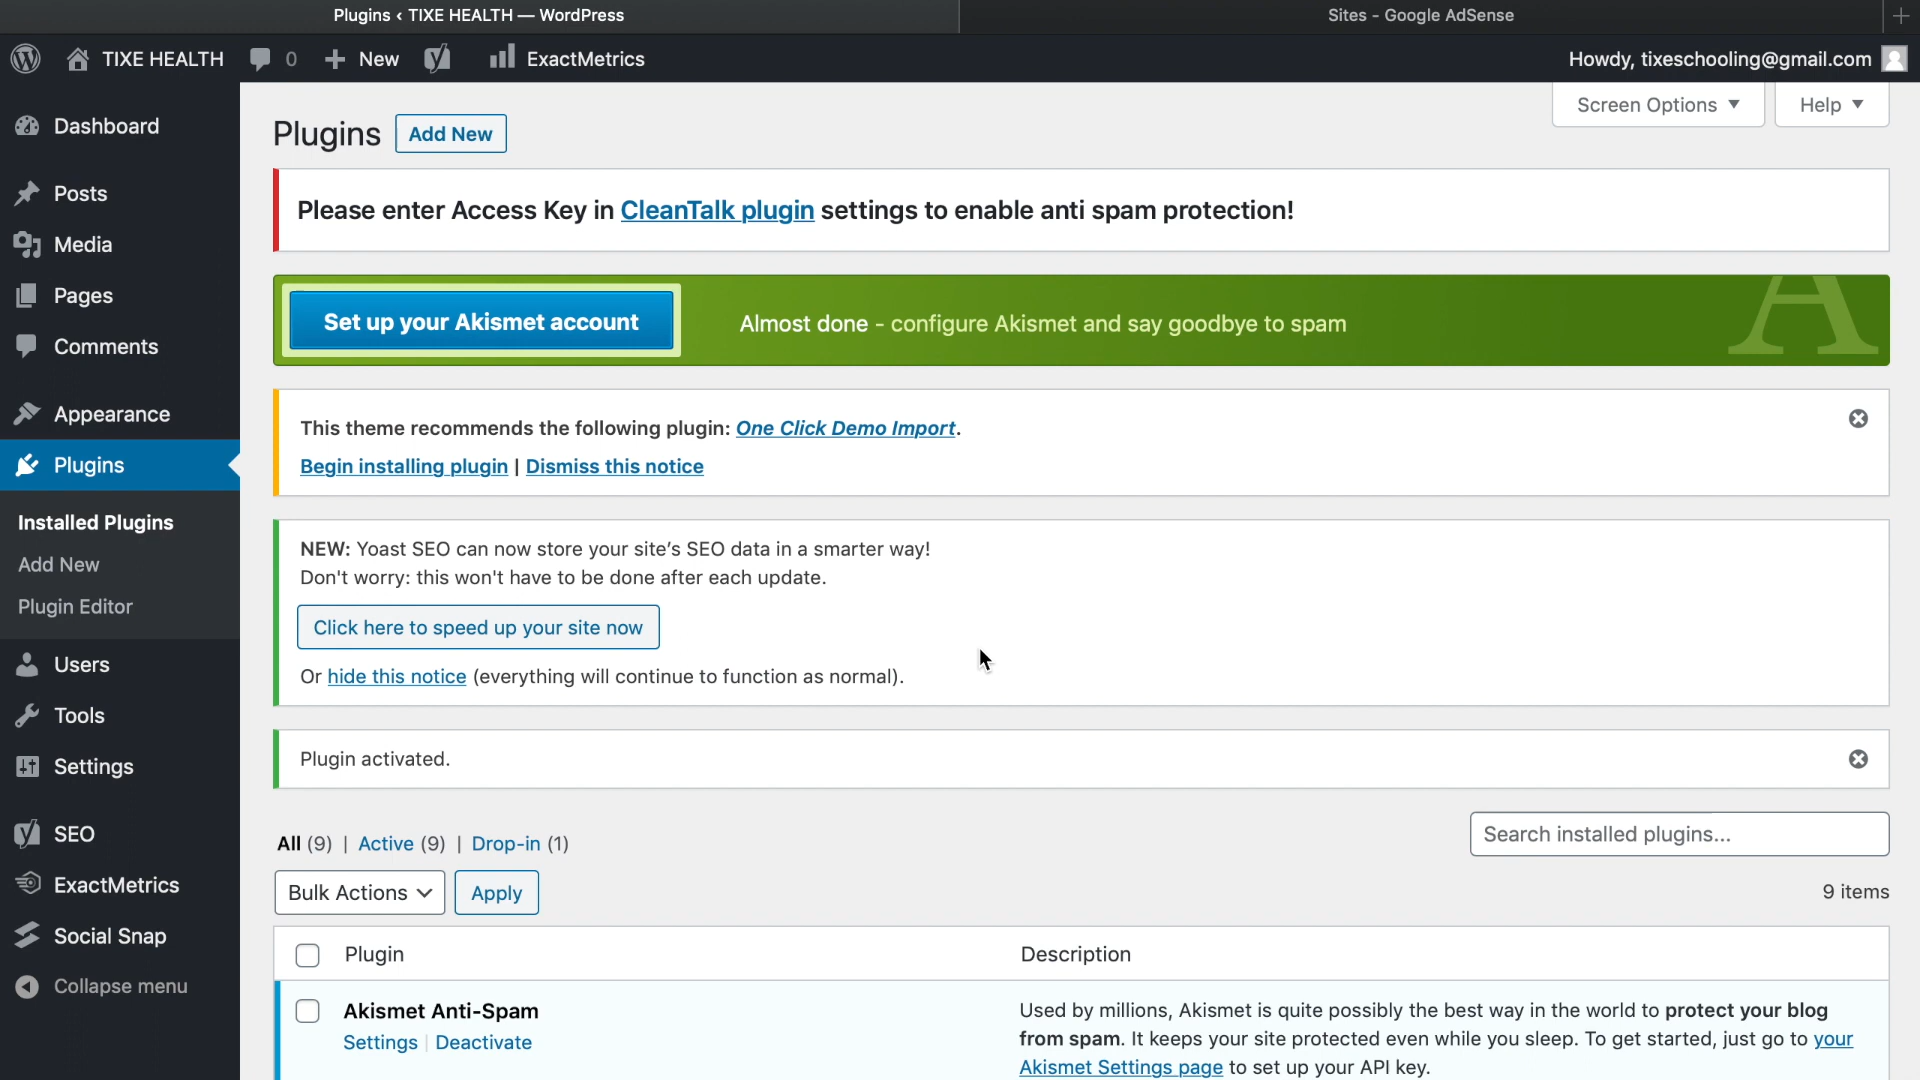 Plugins ‹ TIXE HEALTH — WordPress
Sites - Google AdSense
TIXE HEALTH
0
New
ExactMetrics
Howdy, tixeschooling@gmail.com
Dashboard
Posts
Media
Pages
Comments
Appearance
Plugins
Installed Plugins
Add New
Plugin Editor
Users
Tools
Settings
SEO
ExactMetrics
Social Snap
Collapse menu
Screen Options
Help
Plugins
Add New
Please enter Access Key in CleanTalk plugin settings to enable anti spam protection!
Set up your Akismet account
Almost done - configure Akismet and say goodbye to spam
A
This theme recommends the following plugin: One Click Demo Import.
Begin installing plugin | Dismiss this notice
NEW: Yoast SEO can now store your site's SEO data in a smarter way!
Don't worry: this won't have to be done after each update.
Click here to speed up your site now
Or hide this notice (everything will continue to function as normal).
Plugin activated.
All (9) | Active (9) | Drop-in (1)
Search installed plugins...
Bulk Actions
Apply
9 items
Plugin
Description
Akismet Anti-Spam
Settings | Deactivate
Used by millions, Akismet is quite possibly the best way in the world to protect your blog
from spam. It keeps your site protected even while you sleep. To get started, just go to your
Akismet Settings page to set up your API key.